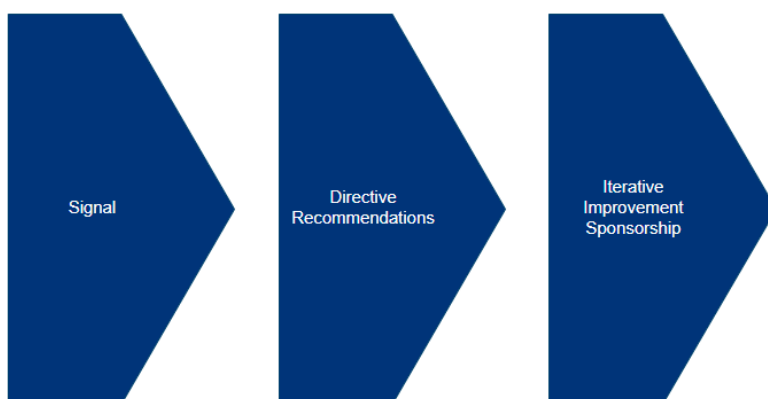 Signal
Directive
Recommendations
Iterative
Improvement
Sponsorship